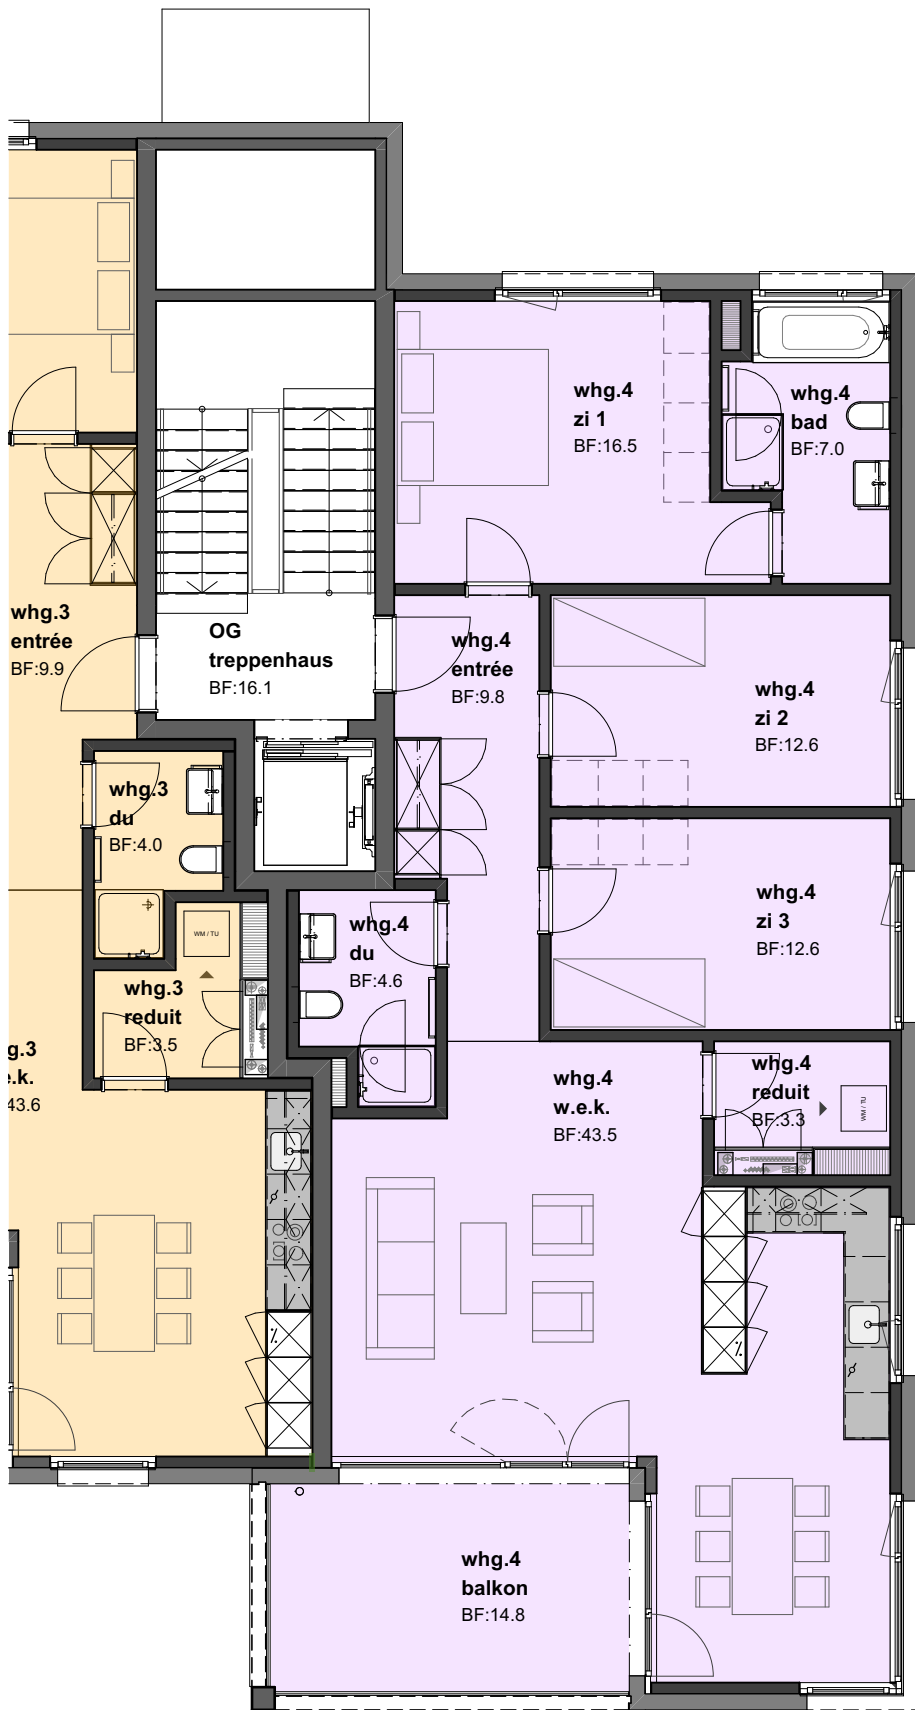 whg.4
zi 1
BF:16.5
whg.4
bad
BF:7.0
whg.3
entrée
BF:9.9
OG
treppenhaus
BF:16.1
whg.4
entrée
BF:9.8
whg.4
zi 2
BF:12.6
whg.3
du
BF:4.0
whg.4
zi 3
BF:12.6
WM / TU
whg.4
du
BF:4.6
whg.3
reduit
BF:3.5
g.3
e.k.
43.6
whg.4
w.e.k.
BF:43.5
whg.4
reduit
BF:3.3
WM / TU
%
%
whg.4
balkon
BF:14.8